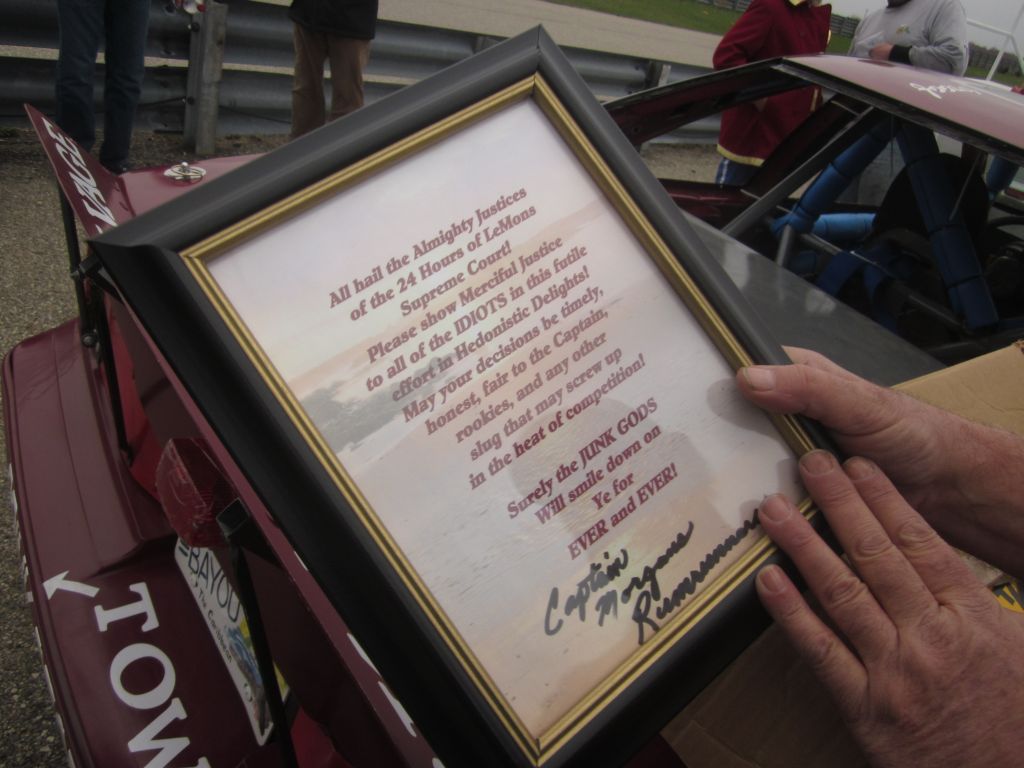 All hail the Almighty Justices
of the 24 Hours of LeMons
Supreme Court!
Please show Merciful Justice
to all of the IDIOTS in this futile
effort in Hedonistic Delights!
May your decisions be timely,
honest, fair to the Captain,
rookies, and any other
slug that may screw up
in the heat of competition!
Surely the JUNK GODS
Will smile down on
Ye for
EVER and EVER!
Captain
Morgans
Rumrunners
TOW
BAYOU